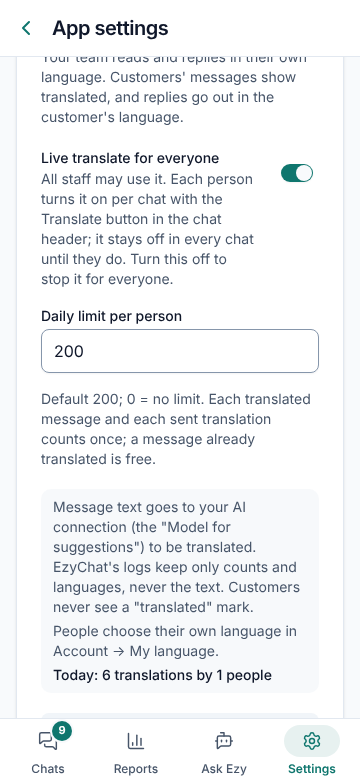 App settings
Your team reads and replies in their own
language. Customers' messages show
translated, and replies go out in the
customer's language.
Live translate for everyone
All staff may use it. Each person
turns it on per chat with the
Translate button in the chat
header; it stays off in every chat
until they do. Turn this off to
stop it for everyone.
Daily limit per person
200
Default 200; 0 = no limit. Each translated
message and each sent translation
counts once; a message already
translated is free.
Message text goes to your AI
connection (the "Model for
suggestions") to be translated.
EzyChat's logs keep only counts and
languages, never the text. Customers
never see a "translated" mark.
People choose their own language in
Account → My language.
Today: 6 translations by 1 people
9
Chats
Reports
Ask Ezy
Settings